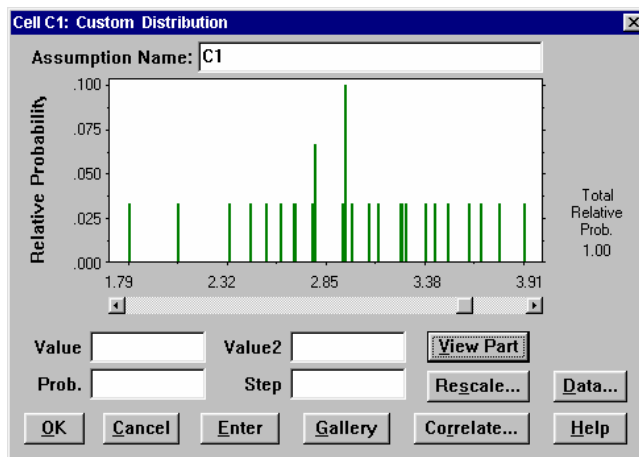 Cell C1: Custom Distribution
Assumption Name: C1
Relative Probability
.100
.075
.050
.025
.000
1.79 2.32 2.85 3.38 3.91
Total
Relative
Prob.
1.00
Value Value2 View Part
Prob. Step Rescale... Data...
OK Cancel Enter Gallery Correlate... Help